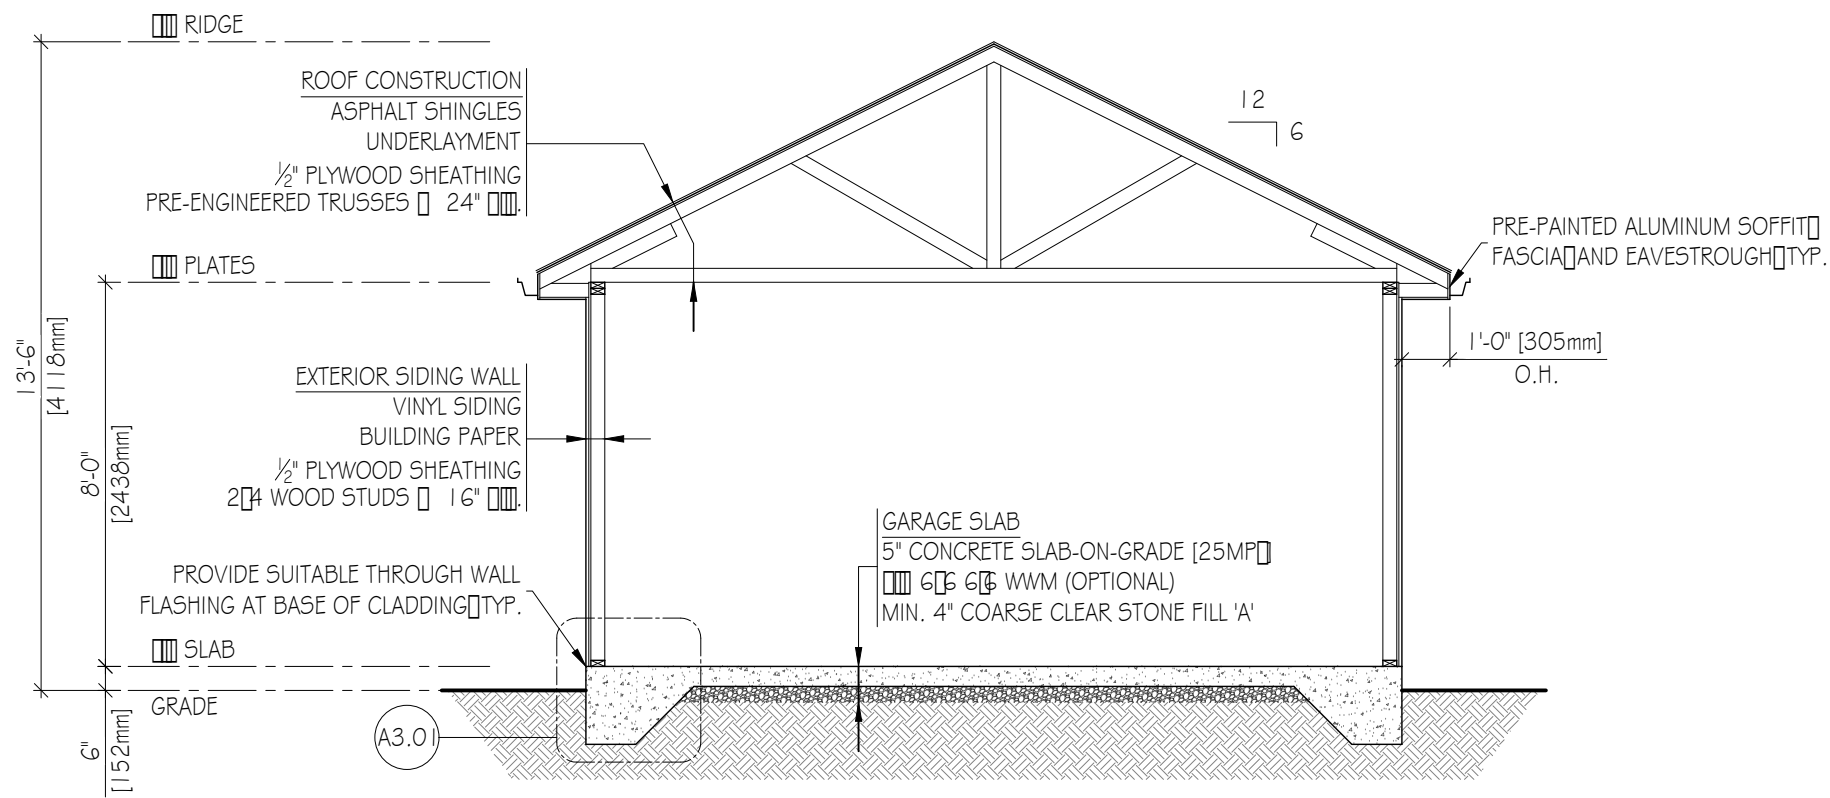 RIDGE
ROOF CONSTRUCTION
ASPHALT SHINGLES
UNDERLAYMENT
½" PLYWOOD SHEATHING
PRE-ENGINEERED TRUSSES 24"
12
6
PLATES
PRE-PAINTED ALUMINUM SOFFIT
FASCIA AND EAVESTROUGH TYP.
1'-0" [305mm]
O.H.
13'-6"
[4118mm]
8'-0"
[2438mm]
EXTERIOR SIDING WALL
VINYL SIDING
BUILDING PAPER
½" PLYWOOD SHEATHING
2 4 WOOD STUDS 16"
GARAGE SLAB
5" CONCRETE SLAB-ON-GRADE
6 6 6 6 WWM (OPTIONAL)
MIN. 4" COARSE CLEAR STONE FILL 'A'
PROVIDE SUITABLE THROUGH WALL
FLASHING AT BASE OF CLADDING TYP.
SLAB
GRADE
6"
[152mm]
A3.01